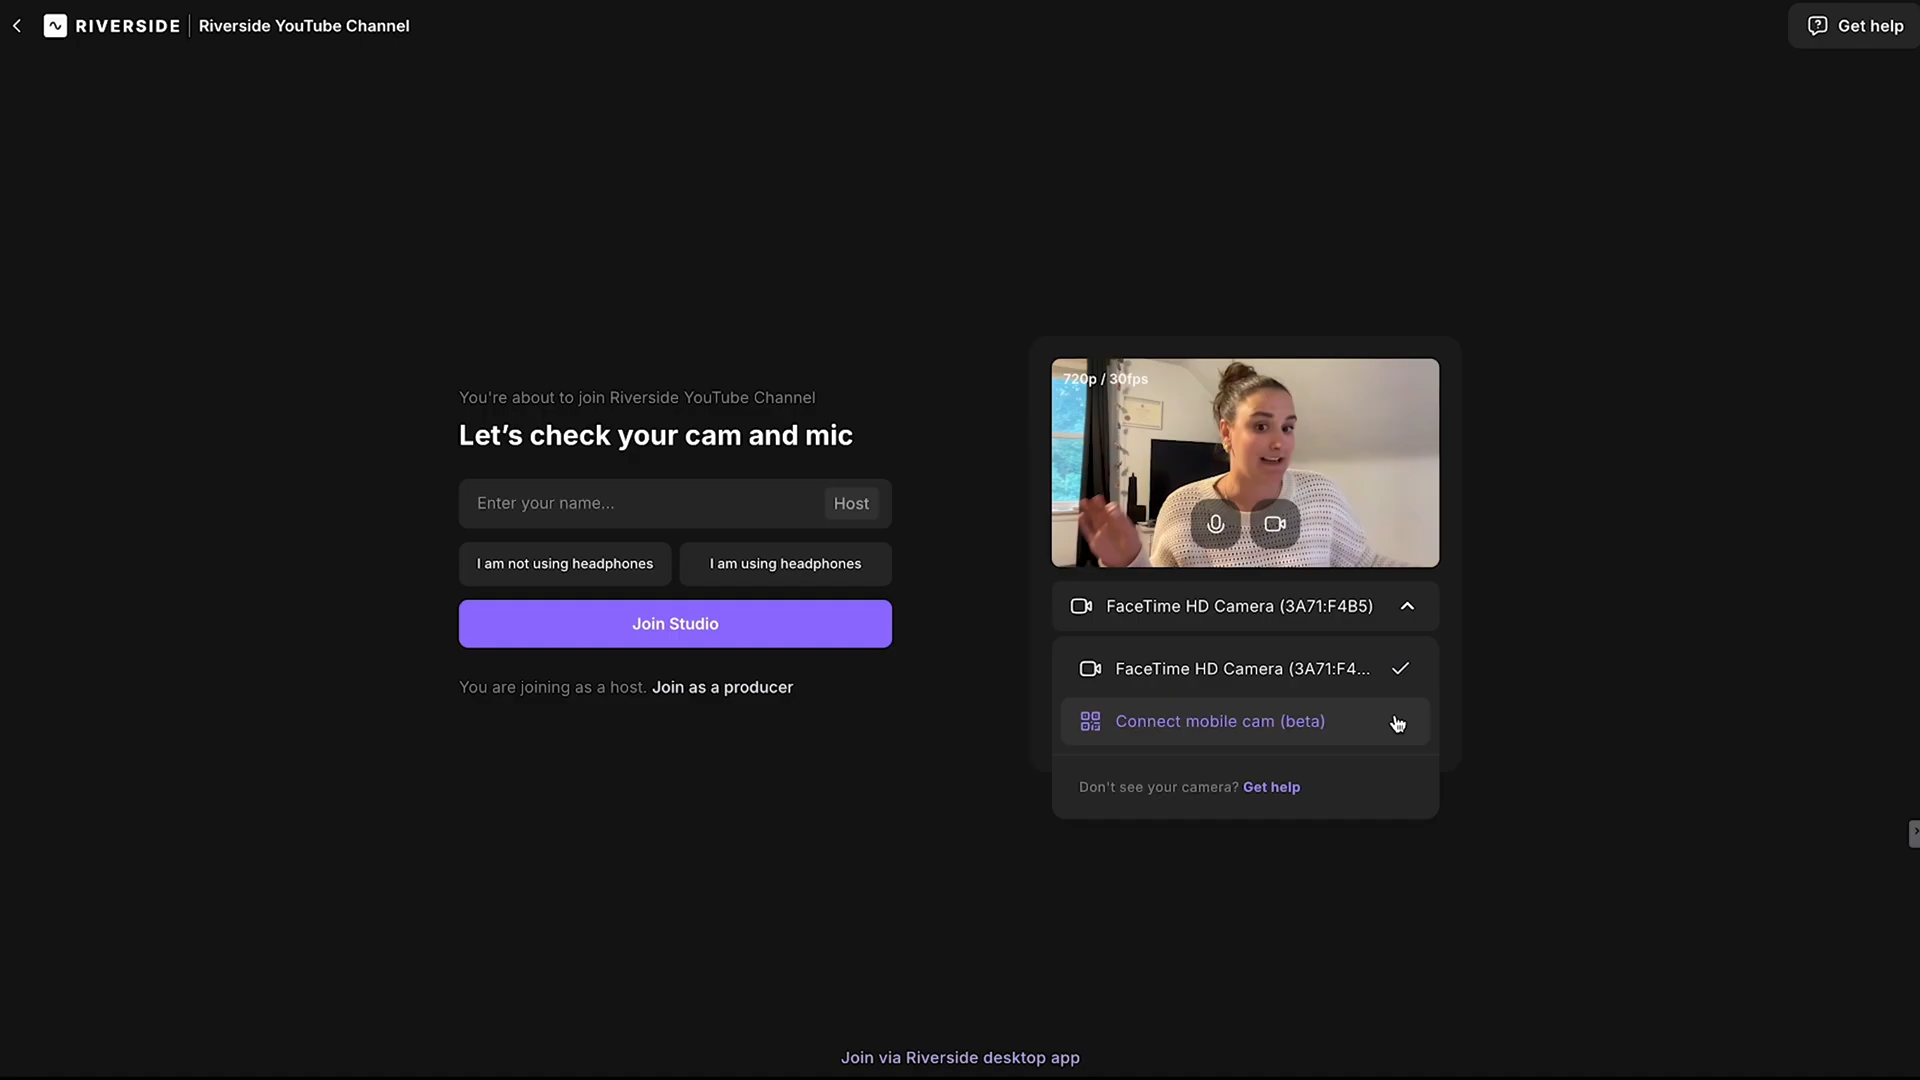 RIVERSIDE
Riverside YouTube Channel
Get help
You're about to join Riverside YouTube Channel
Let’s check your cam and mic
Enter your name...
Host
I am not using headphones
I am using headphones
Join Studio
You are joining as a host. Join as a producer
720p / 30fps
FaceTime HD Camera (3A71:F4B5)
FaceTime HD Camera (3A71:F4...
Connect mobile cam (beta)
Don't see your camera? Get help
Join via Riverside desktop app